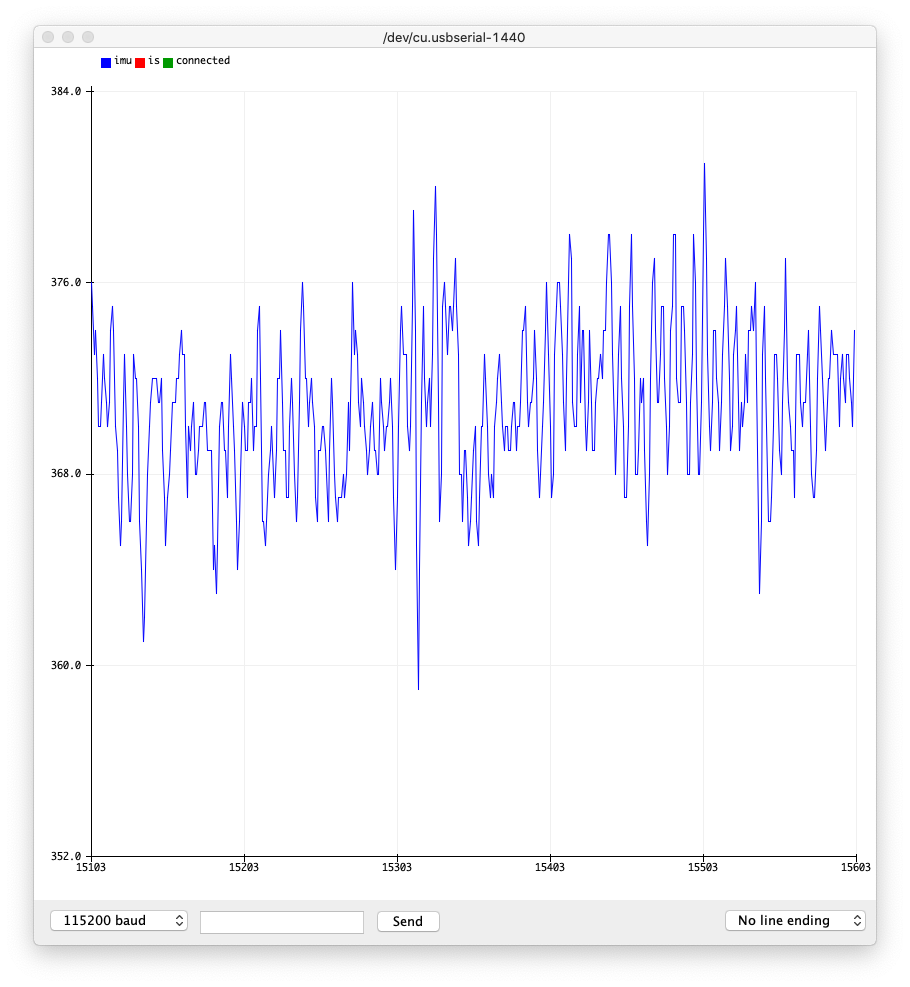 /dev/cu.usbserial-1440
imu is connected
384.0
376.0
368.0
360.0
352.0
15103 15203 15303 15403 15503 15603
115200 baud Send No line ending